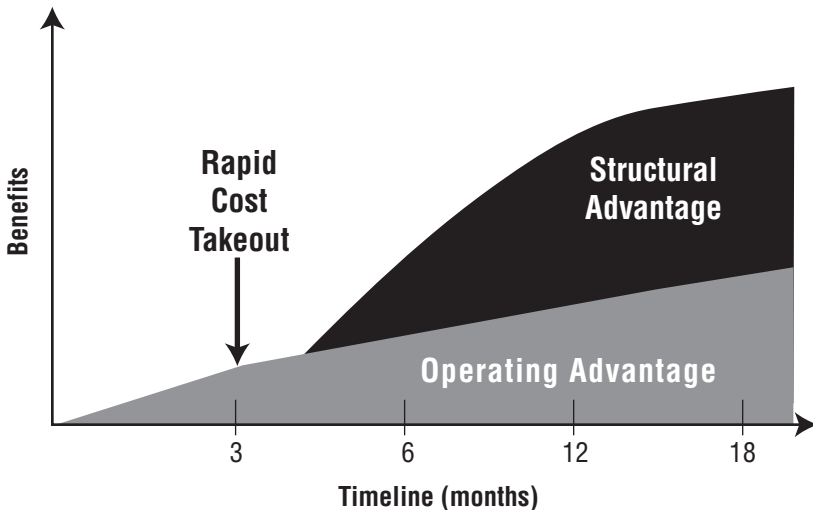 Benefits
Rapid
Cost
Takeout
Structural
Advantage
Operating Advantage
3 6 12 18
Timeline (months)